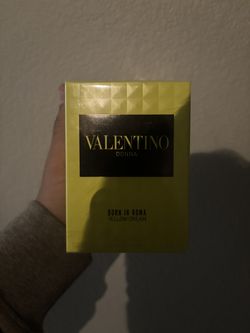 VALENTINO
DONNA
BORN IN ROMA
YELLOW DREAM